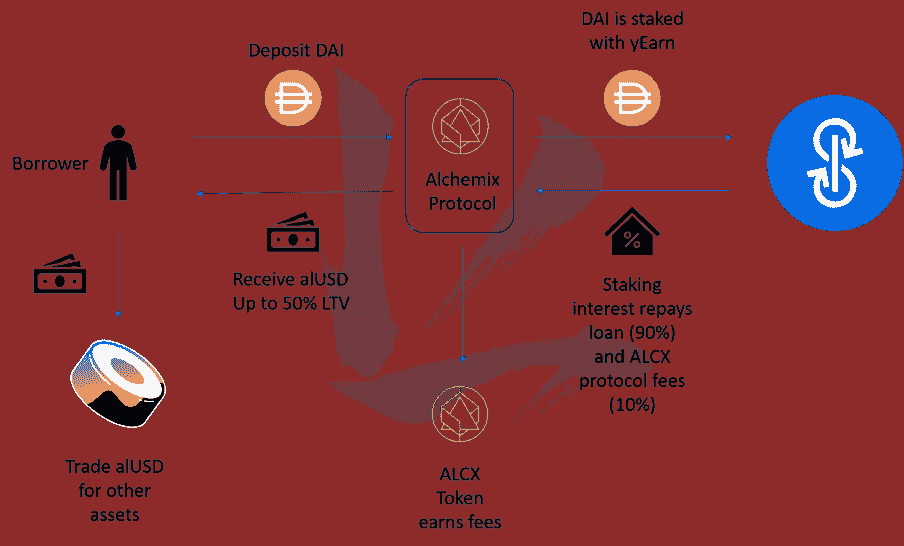 Deposit DAI
DAI is staked
with yEarn
Borrower
Alchemix
Protocol
Receive alUSD
Up to 50% LTV
Staking
interest repays
loan (90%)
and ALCX
protocol fees
(10%)
%
Trade alUSD
for other
assets
ALCX
Token
earns fees